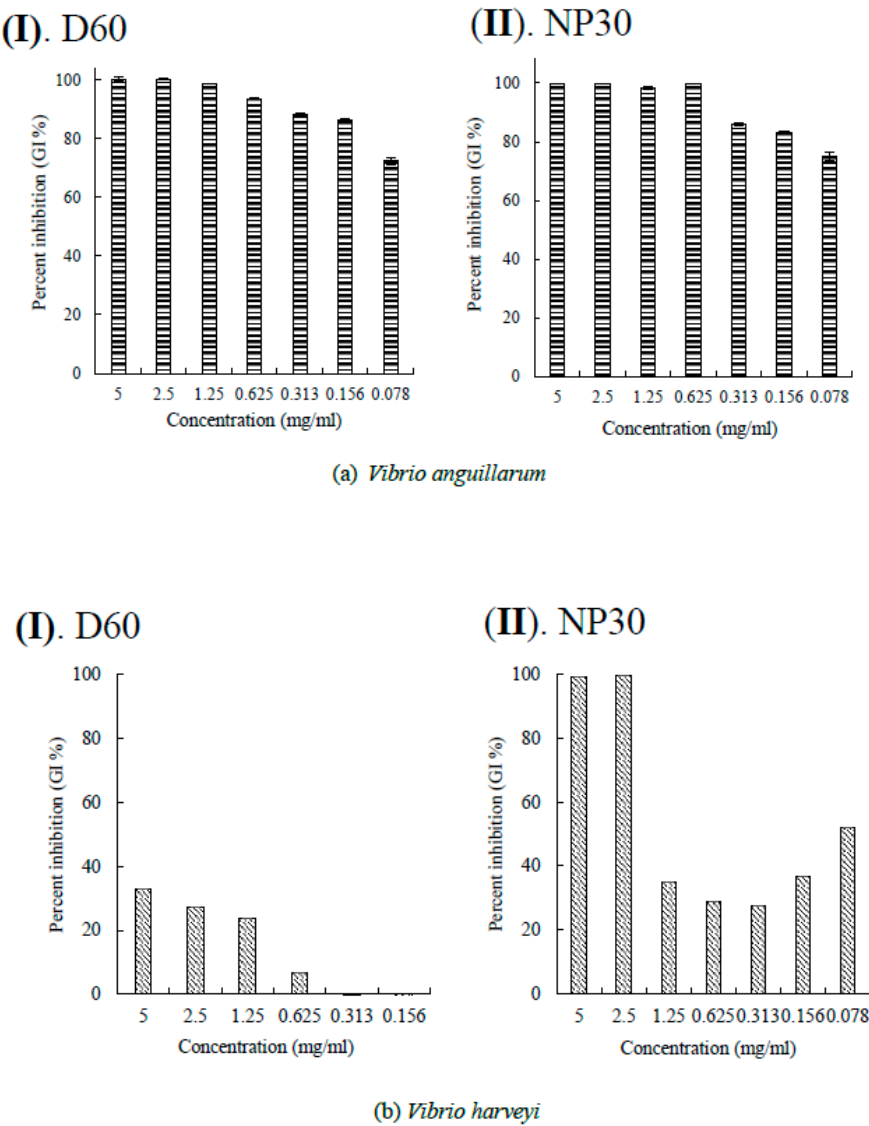 (I). D60
(II). NP30
Percent inhibition (GI %)
100
80
60
40
20
0
5 2.5 1.25 0.625 0.313 0.156 0.078
Concentration (mg/ml)
Percent inhibition (GI %)
100
80
60
40
20
0
5 2.5 1.25 0.625 0.313 0.156 0.078
Concentration (mg/ml)
(a) Vibrio anguillarum
(I). D60
(II). NP30
Percent inhibition (GI %)
100
80
60
40
20
0
5 2.5 1.25 0.625 0.313 0.156
Concentration (mg/ml)
Percent inhibition (GI %)
100
80
60
40
20
0
5 2.5 1.25 0.625 0.313 0.156 0.078
Concentration (mg/ml)
(b) Vibrio harveyi